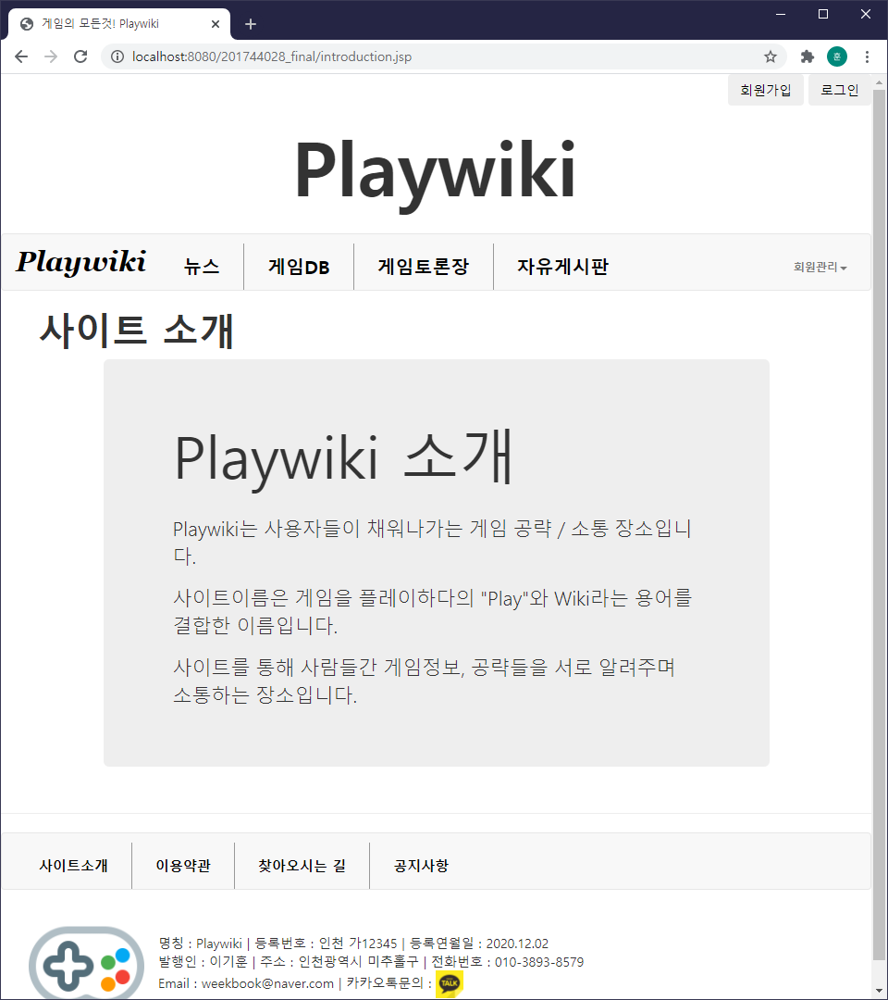 게임의 모든것! Playwiki
localhost:8080/201744028_final/introduction.jsp
훈
회원가입 로그인
Playwiki
Playwiki 뉴스 게임DB 게임토론장 자유게시판 회원관리
사이트 소개
Playwiki 소개
Playwiki는 사용자들이 채워나가는 게임 공략 / 소통 장소입니
다.
사이트이름은 게임을 플레이하다의 "Play"와 Wiki라는 용어를
결합한 이름입니다.
사이트를 통해 사람들간 게임정보, 공략들을 서로 알려주며
소통하는 장소입니다.
사이트소개 이용약관 찾아오시는 길 공지사항
명칭 : Playwiki | 등록번호 : 인천 가12345 | 등록연월일 : 2020.12.02
발행인 : 이기훈 | 주소 : 인천광역시 미추홀구 | 전화번호 : 010-3893-8579
Email : weekbook@naver.com | 카카오톡문의 : TALK